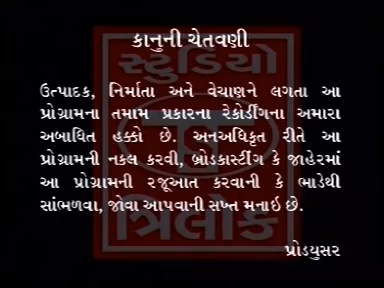 કાનુની ચેતવણી
સ્ટુડિયો
ઉત્પાદક, નિર્માતા અને વેચાણને લગતા આ
પ્રોગ્રામના તમામ પ્રકારના રેકોર્ડીંગના અમારા
અબાધિત હક્કો છે. અનઅધિકૃત રીતે આ
પ્રોગ્રામની નકલ કરવી, બ્રોડકાસ્ટીંગ કે જાહેરમાં
આ પ્રોગ્રામની રજૂઆત કરવાની કે ભાડેથી
સાંભળવા, જોવા આપવાની સખ્ત મનાઇ છે.
ત્રિલોક
પ્રોડયુસર